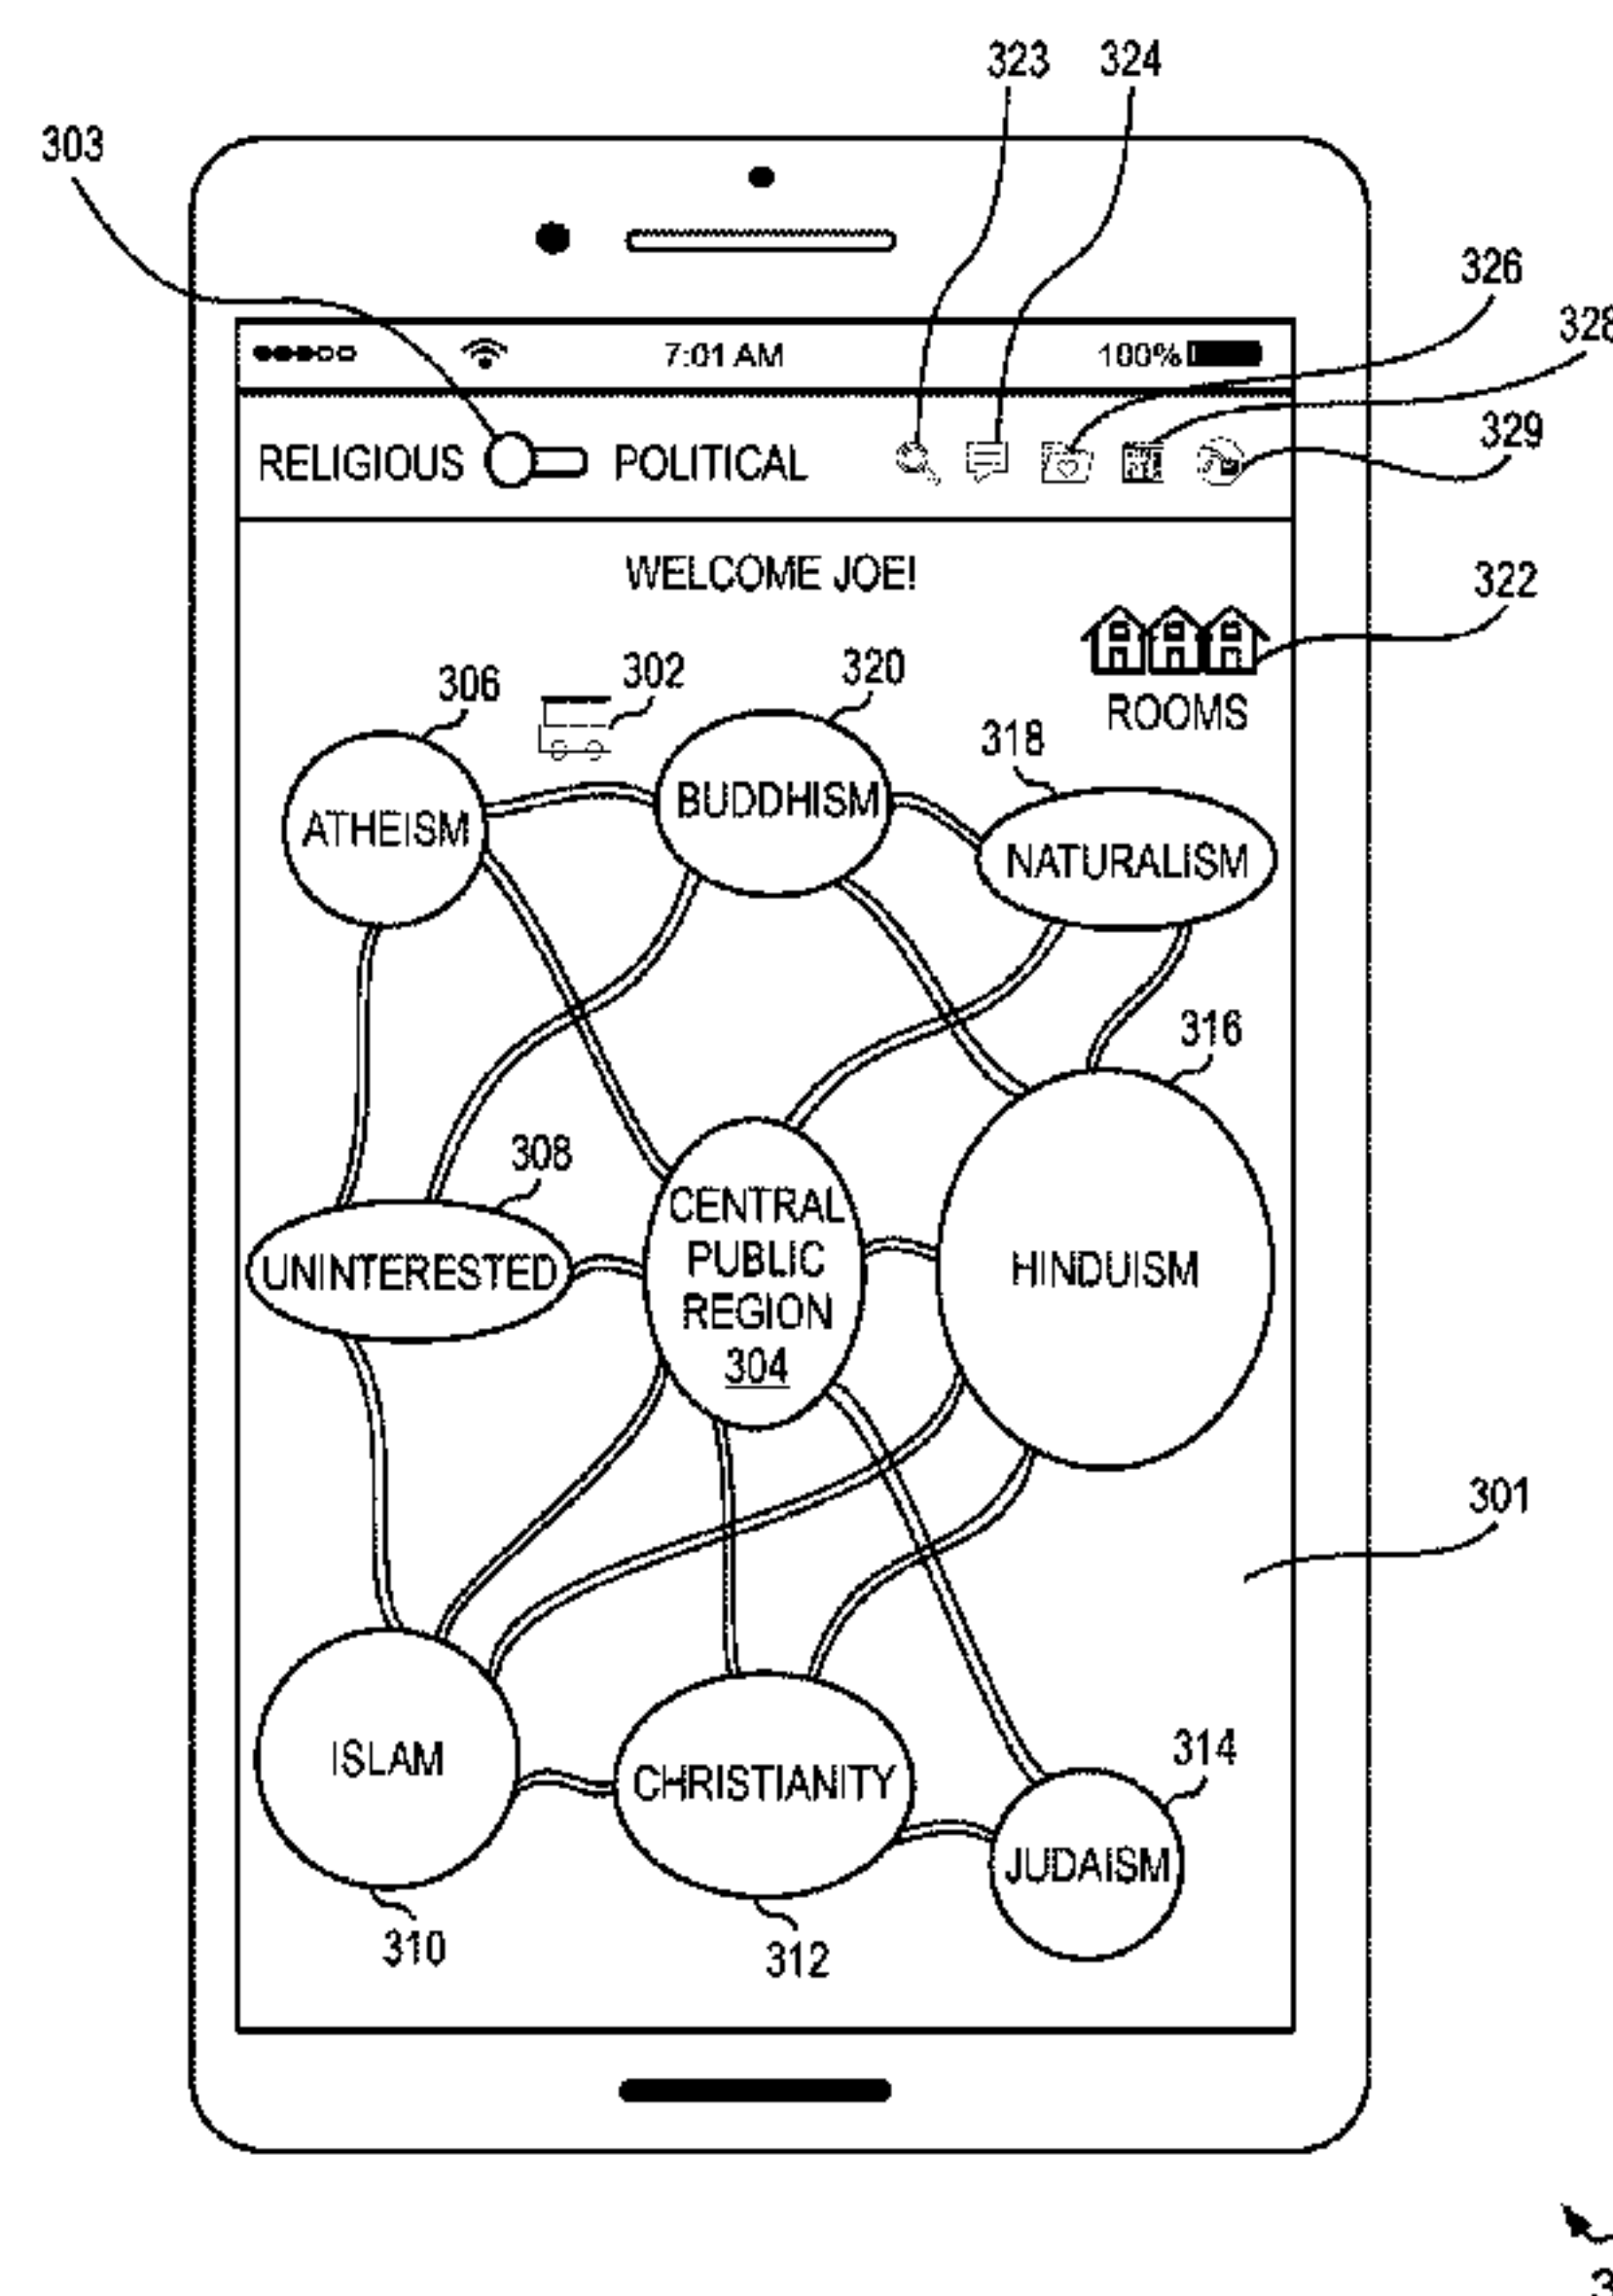 323 324
303
326
328
7:01 AM 100%
RELIGIOUS POLITICAL
329
WELCOME JOE!
322
ROOMS
306 302 320
318
ATHEISM BUDDHISM NATURALISM
316
308
CENTRAL
PUBLIC
REGION
304
UNINTERESTED
HINDUISM
301
314
ISLAM
CHRISTIANITY
JUDAISM
310
312